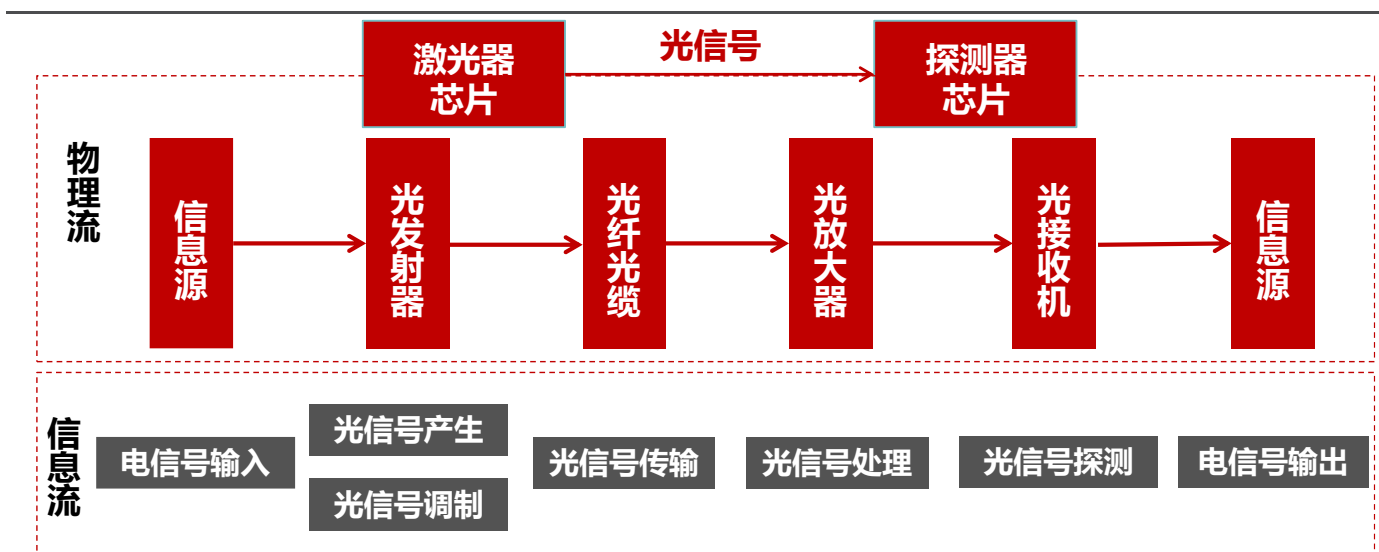 激光器
芯片
光信号
探测器
芯片
物理流
信息源
光发射器
光纤光缆
光放大器
光接收机
信息源
信息流
电信号输入
光信号产生
光信号调制
光信号传输
光信号处理
光信号探测
电信号输出